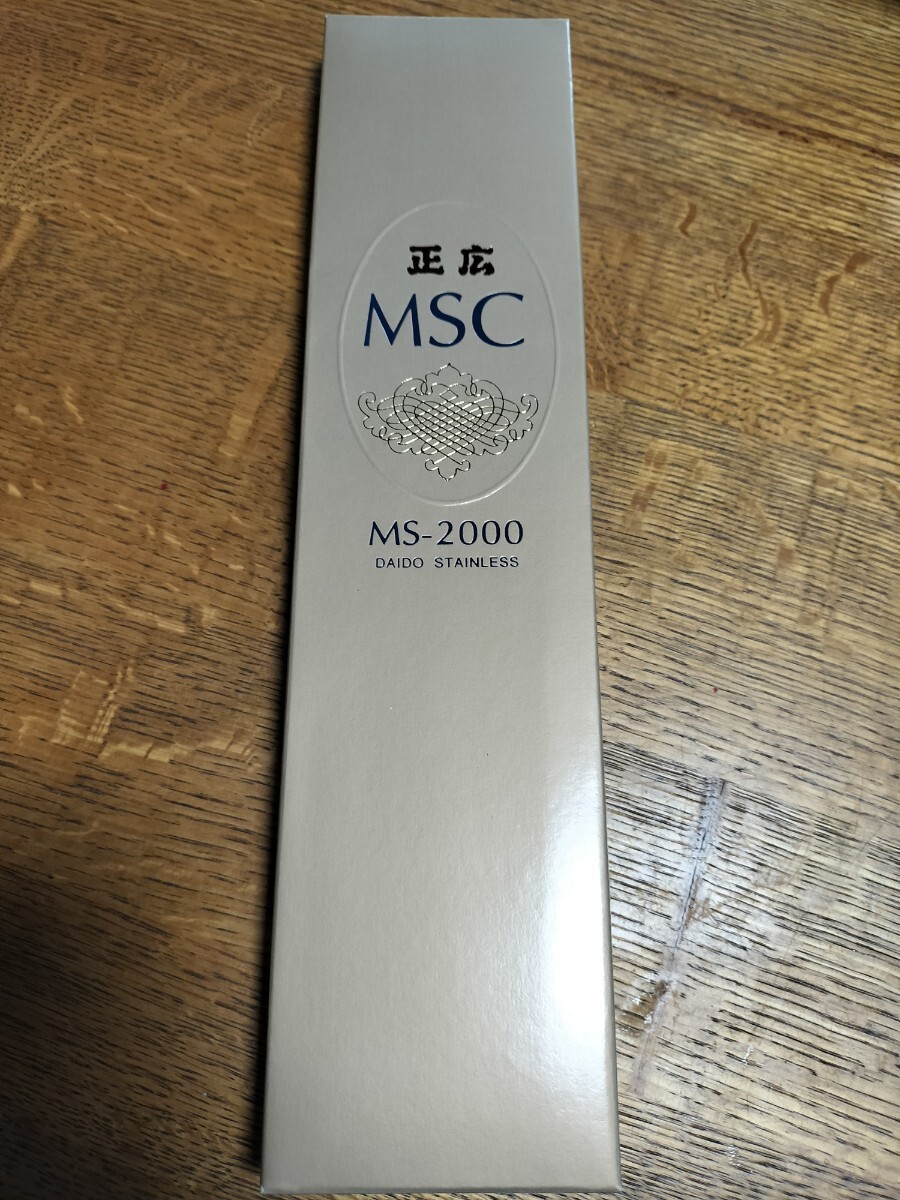 正広
MSC
MS-2000
DAIDO STAINLESS